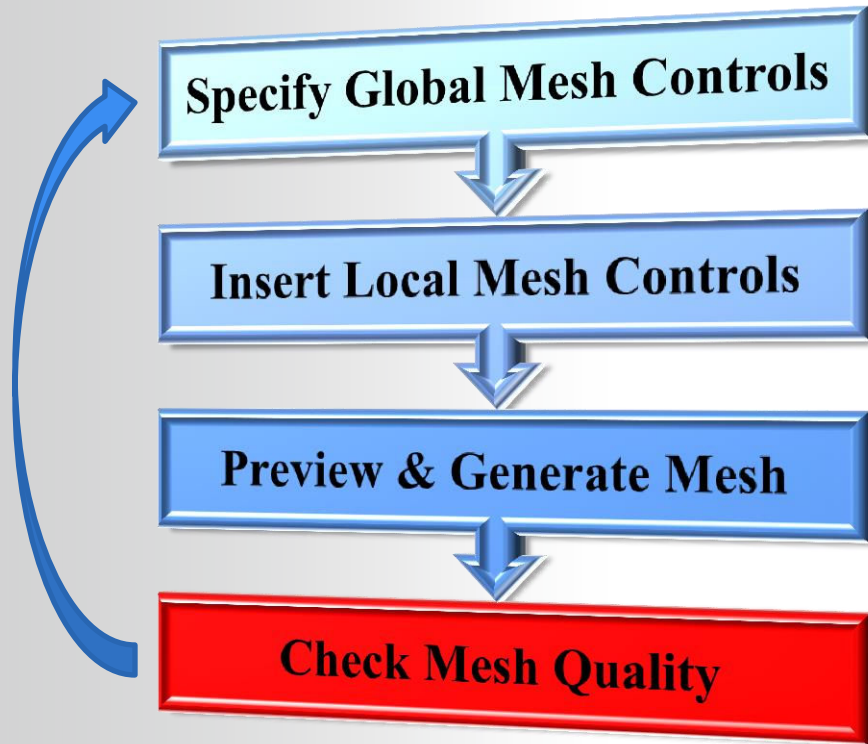 Specify Global Mesh Controls
Insert Local Mesh Controls
Preview & Generate Mesh
Check Mesh Quality